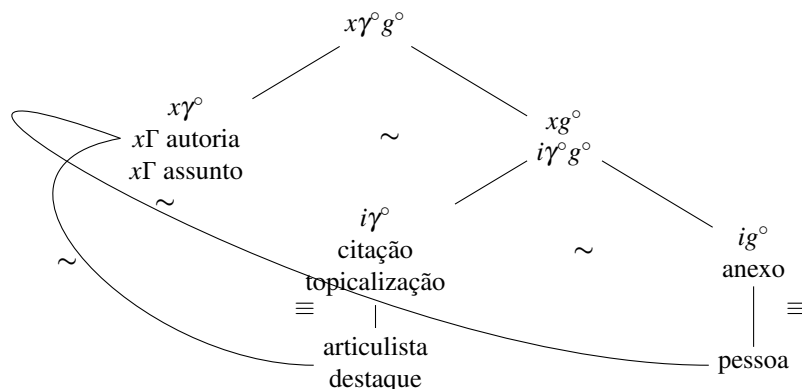 xγ°g°
xγ°
xΓ autoria
xΓ assunto
∼
xg°
iγ°g°
∼
∼
iγ°
citação
topicalização
∼
ig°
anexo
≡
≡
articulista
destaque
pessoa